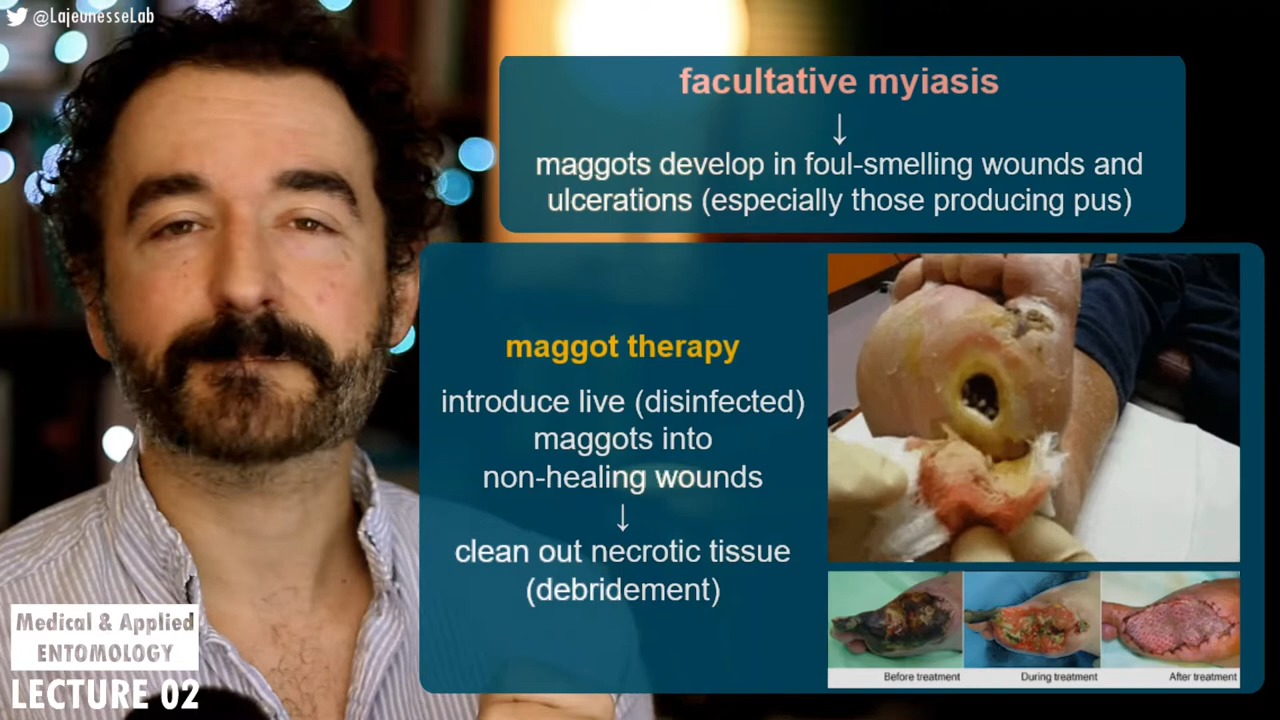 @LajeunesseLab
facultative myiasis
↓
maggots develop in foul-smelling wounds and
ulcerations (especially those producing pus)
maggot therapy
introduce live (disinfected)
maggots into
non-healing wounds
↓
clean out necrotic tissue
(debridement)
Before treatment
During treatment
After treatment
Medical & Applied
ENTOMOLOGY
LECTURE 02